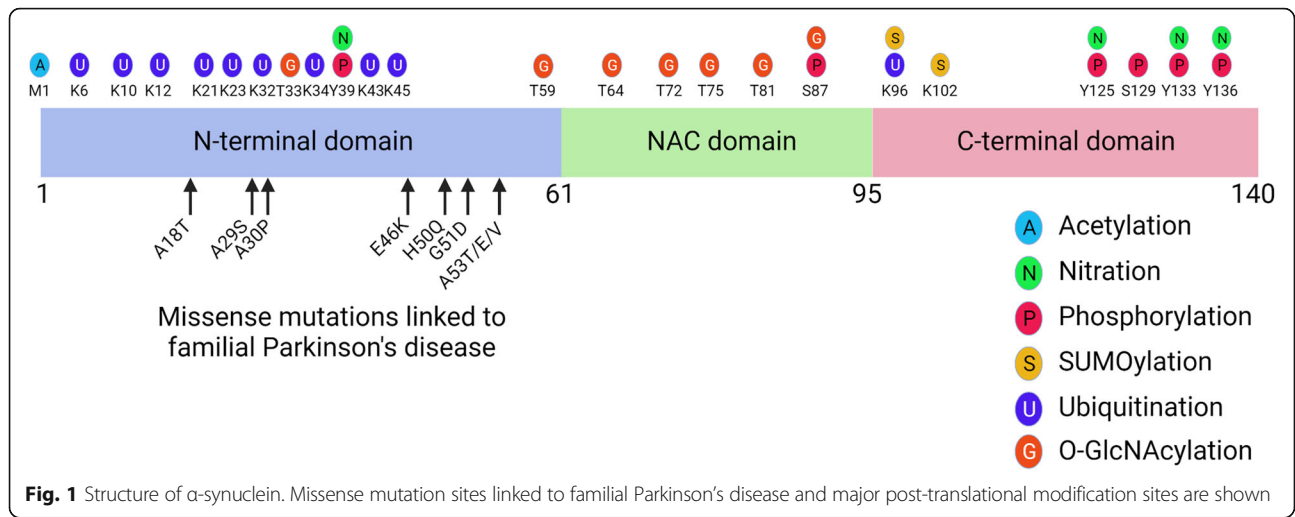 N G S N N N
A U U U U U U G U P U U G G G G G P U S P P P P
M1 K6 K10 K12 K21 K23 K32 T33 K34 Y39 K43 K45 T59 T64 T72 T75 T81 S87 K96 K102 Y125 S129 Y133 Y136
N-terminal domain NAC domain C-terminal domain
1 61 95 140
A18T A29S A30P E46K H50Q G51D A53T/E/V
Missense mutations linked to
familial Parkinson's disease
A Acetylation
N Nitration
P Phosphorylation
S SUMOylation
U Ubiquitination
G O-GlcNAcylation
Fig. 1 Structure of α-synuclein. Missense mutation sites linked to familial Parkinson’s disease and major post-translational modification sites are shown